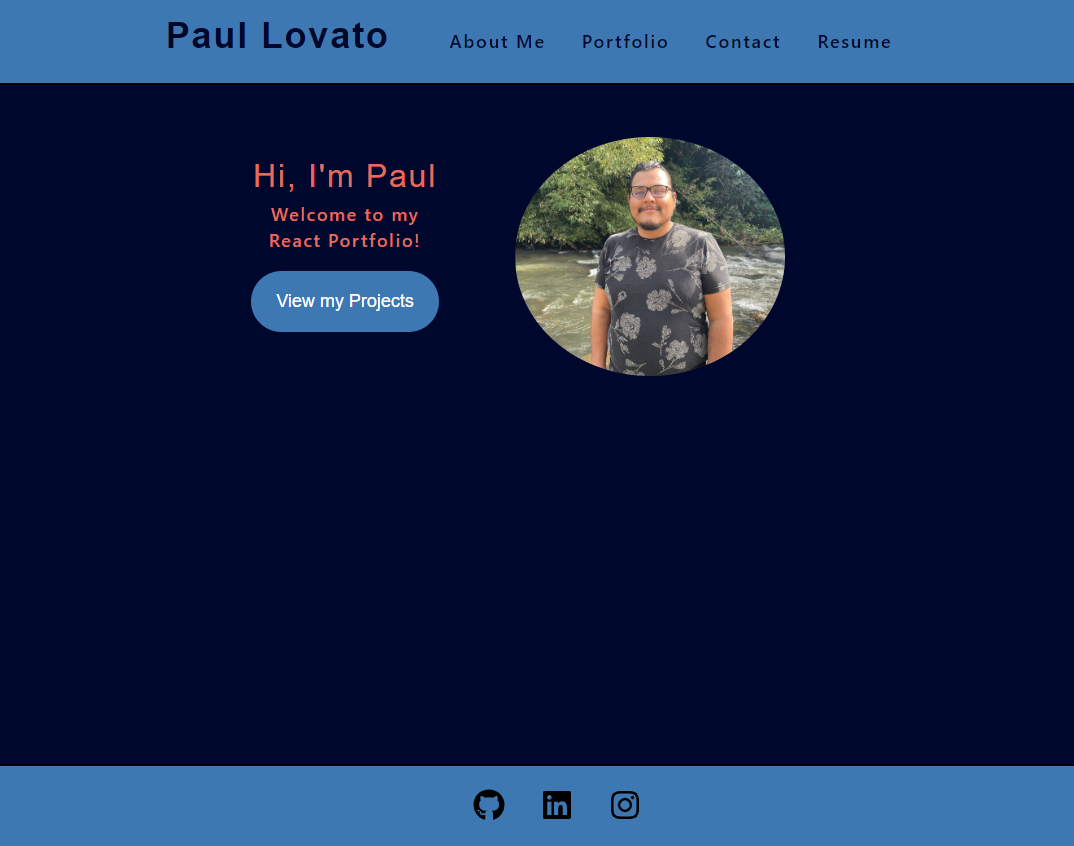 Paul Lovato
About Me Portfolio Contact Resume
Hi, I'm Paul
Welcome to my
React Portfolio!
View my Projects